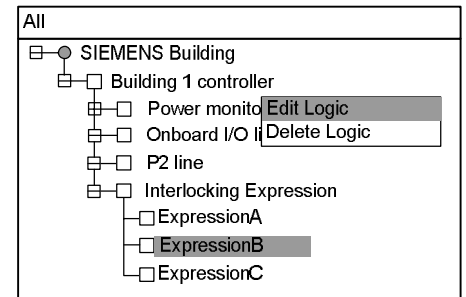 All
SIEMENS Building
Building 1 controller
Power monito
Edit Logic
Onboard I/O li
Delete Logic
P2 line
Interlocking Expression
ExpressionA
ExpressionB
ExpressionC